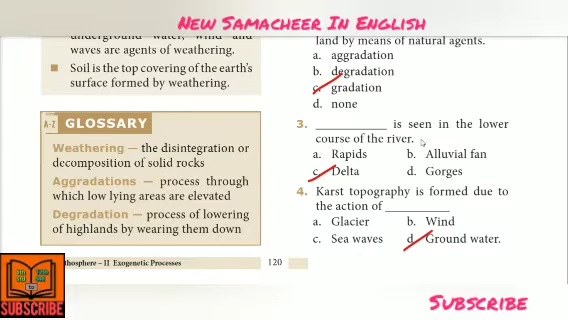 New Samacheer In English
underground water, wind and
waves are agents of weathering.
Soil is the top covering of the earth's
surface formed by weathering.
A-Z GLOSSARY
Weathering — the disintegration or
decomposition of solid rocks
Aggradations — process through
which low lying areas are elevated
Degradation — process of lowering
of highlands by wearing them down
land by means of natural agents.
a. aggradation
b. degradation
c. gradation
d. none
3. __________ is seen in the lower
course of the river.
a. Rapids b. Alluvial fan
c. Delta d. Gorges
4. Karst topography is formed due to
the action of __________
a. Glacier b. Wind
c. Sea waves d. Ground water.
thosphere – II Exogenetic Processes
120
to
SUBSCRIBE
Subscribe